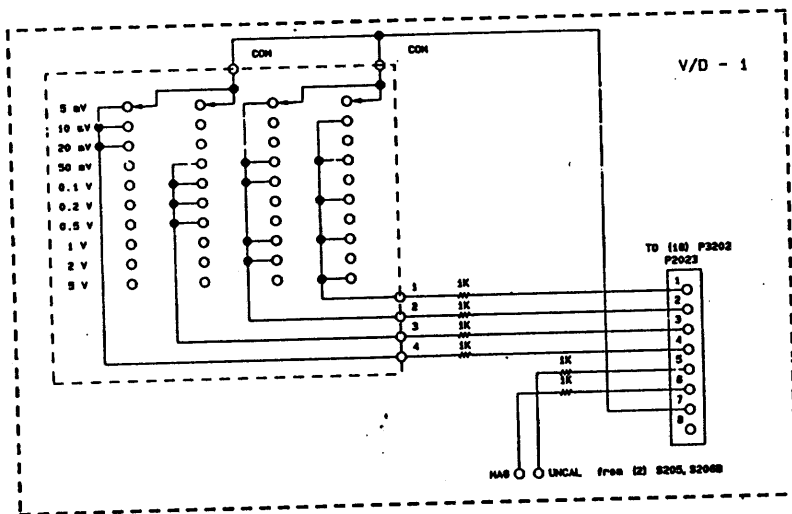 COM
COM
V/D - 1
5 mV
10 mV
20 mV
50 mV
0.1 V
0.2 V
0.5 V
1 V
2 V
5 V
TO (18) P3202
P2023
1
2
3
4
1K
1K
1K
1K
1K
1K
1
2
3
4
5
6
7
8
MAG
UNCAL from (2) S205, S206B